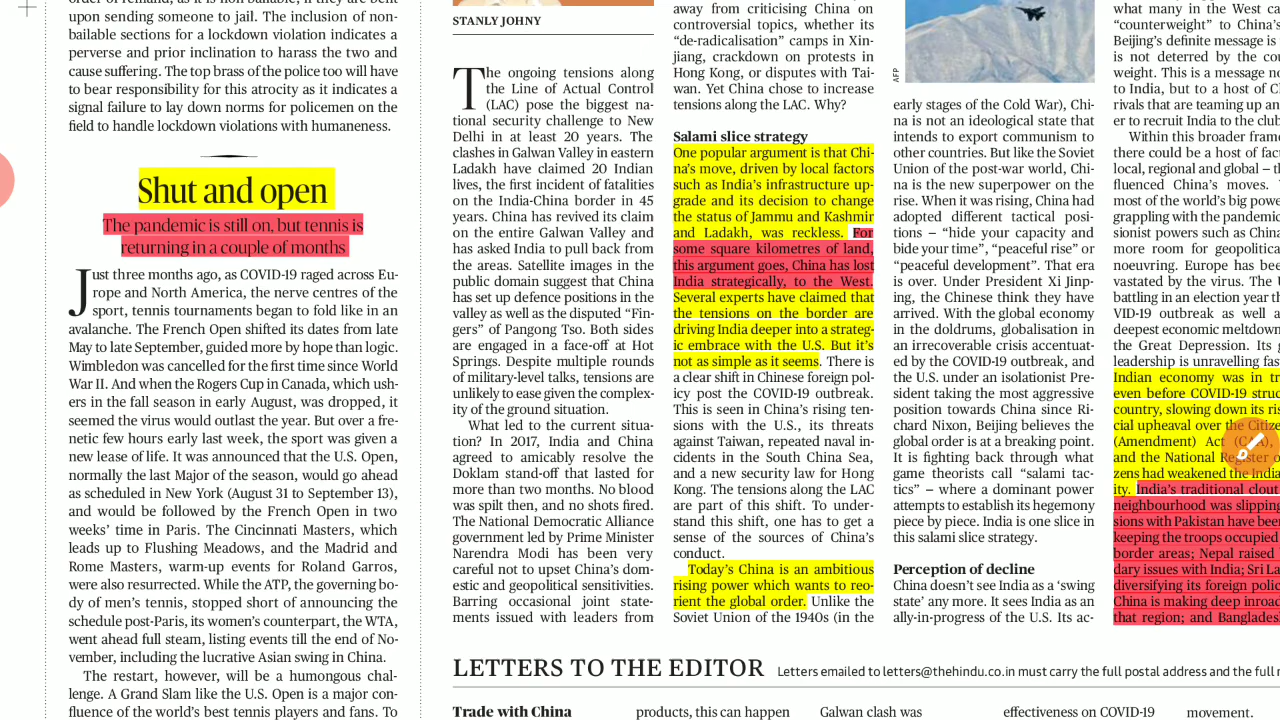 order of remand, as it is non-bailable, if they are bent
upon sending someone to jail. The inclusion of non-
bailable sections for a lockdown violation indicates a
perverse and prior inclination to harass the two and
cause suffering. The top brass of the police too will have
to bear responsibility for this atrocity as it indicates a
signal failure to lay down norms for policemen on the
field to handle lockdown violations with humaneness.
Shut and open
The pandemic is still on, but tennis is
returning in a couple of months
Just three months ago, as COVID-19 raged across Eu-
rope and North America, the nerve centres of the
sport, tennis tournaments began to fold like in an
avalanche. The French Open shifted its dates from late
May to late September, guided more by hope than logic.
Wimbledon was cancelled for the first time since World
War II. And when the Rogers Cup in Canada, which ush-
ers in the fall season in early August, was dropped, it
seemed the virus would outlast the year. But over a fre-
netic few hours early last week, the sport was given a
new lease of life. It was announced that the U.S. Open,
normally the last Major of the season, would go ahead
as scheduled in New York (August 31 to September 13),
and would be followed by the French Open in two
weeks’ time in Paris. The Cincinnati Masters, which
leads up to Flushing Meadows, and the Madrid and
Rome Masters, warm-up events for Roland Garros,
were also resurrected. While the ATP, the governing bo-
dy of men’s tennis, stopped short of announcing the
schedule post-Paris, its women’s counterpart, the WTA,
went ahead full steam, listing events till the end of No-
vember, including the lucrative Asian swing in China.
The restart, however, will be a humongous chal-
lenge. A Grand Slam like the U.S. Open is a major con-
fluence of the world’s best tennis players and fans. To
STANLY JOHNY
The ongoing tensions along
the Line of Actual Control
(LAC) pose the biggest na-
tional security challenge to New
Delhi in at least 20 years. The
clashes in Galwan Valley in eastern
Ladakh have claimed 20 Indian
lives, the first incident of fatalities
on the India-China border in 45
years. China has revived its claim
on the entire Galwan Valley and
has asked India to pull back from
the areas. Satellite images in the
public domain suggest that China
has set up defence positions in the
valley as well as the disputed “Fin-
gers” of Pangong Tso. Both sides
are engaged in a face-off at Hot
Springs. Despite multiple rounds
of military-level talks, tensions are
unlikely to ease given the complex-
ity of the ground situation.
What led to the current situa-
tion? In 2017, India and China
agreed to amicably resolve the
Doklam stand-off that lasted for
more than two months. No blood
was spilt then, and no shots fired.
The National Democratic Alliance
government led by Prime Minister
Narendra Modi has been very
careful not to upset China’s dom-
estic and geopolitical sensitivities.
Barring occasional joint state-
ments issued with leaders from
away from criticising China on
controversial topics, whether its
“de-radicalisation” camps in Xin-
jiang, crackdown on protests in
Hong Kong, or disputes with Tai-
wan. Yet China chose to increase
tensions along the LAC. Why?
Salami slice strategy
One popular argument is that Chi-
na’s move, driven by local factors
such as India’s infrastructure up-
grade and its decision to change
the status of Jammu and Kashmir
and Ladakh, was reckless. For
some square kilometres of land,
this argument goes, China has lost
India strategically, to the West.
Several experts have claimed that
the tensions on the border are
driving India deeper into a strateg-
ic embrace with the U.S. But it’s
not as simple as it seems. There is
a clear shift in Chinese foreign pol-
icy post the COVID-19 outbreak.
This is seen in China’s rising ten-
sions with the U.S., its threats
against Taiwan, repeated naval in-
cidents in the South China Sea,
and a new security law for Hong
Kong. The tensions along the LAC
are part of this shift. To under-
stand this shift, one has to get a
sense of the sources of China’s
conduct.
Today’s China is an ambitious
rising power which wants to reo-
rient the global order. Unlike the
Soviet Union of the 1940s (in the
AFP
early stages of the Cold War), Chi-
na is not an ideological state that
intends to export communism to
other countries. But like the Soviet
Union of the post-war world, Chi-
na is the new superpower on the
rise. When it was rising, China had
adopted different tactical posi-
tions – “hide your capacity and
bide your time”, “peaceful rise” or
“peaceful development”. That era
is over. Under President Xi Jinp-
ing, the Chinese think they have
arrived. With the global economy
in the doldrums, globalisation in
an irrecoverable crisis accentuat-
ed by the COVID-19 outbreak, and
the U.S. under an isolationist Pre-
sident taking the most aggressive
position towards China since Ri-
chard Nixon, Beijing believes the
global order is at a breaking point.
It is fighting back through what
game theorists call “salami tac-
tics” – where a dominant power
attempts to establish its hegemony
piece by piece. India is one slice in
this salami slice strategy.
Perception of decline
China doesn’t see India as a ‘swing
state’ any more. It sees India as an
ally-in-progress of the U.S. Its ac-
what many in the West ca
“counterweight” to China’s
Beijing’s definite message is
is not deterred by the coun
weight. This is a message no
to India, but to a host of C
rivals that are teaming up an
er to recruit India to the club
Within this broader frame
there could be a host of fact
local, regional and global – th
fluenced China’s moves.
most of the world’s big powe
grappling with the pandemic
sionist powers such as China
more room for geopolitical
noeuvring. Europe has bee
vastated by the virus. The U
battling in an election year th
VID-19 outbreak as well a
deepest economic meltdown
the Great Depression. Its g
leadership is unravelling fas
Indian economy was in tr
even before COVID-19 struc
country, slowing down its ris
cial upheaval over the Citize
(Amendment) Act
and the National Register o
zens had weakened the India
ity. India’s traditional clout
neighbourhood was slipping
sions with Pakistan have been
keeping the troops occupied
border areas; Nepal raised
dary issues with India; Sri La
diversifying its foreign polic
China is making deep inroad
that region; and Bangladesh
LETTERS TO THE EDITOR Letters emailed to letters@thehindu.co.in must carry the full postal address and the full
Trade with China
products, this can happen
Galwan clash was
effectiveness on COVID-19
movement.